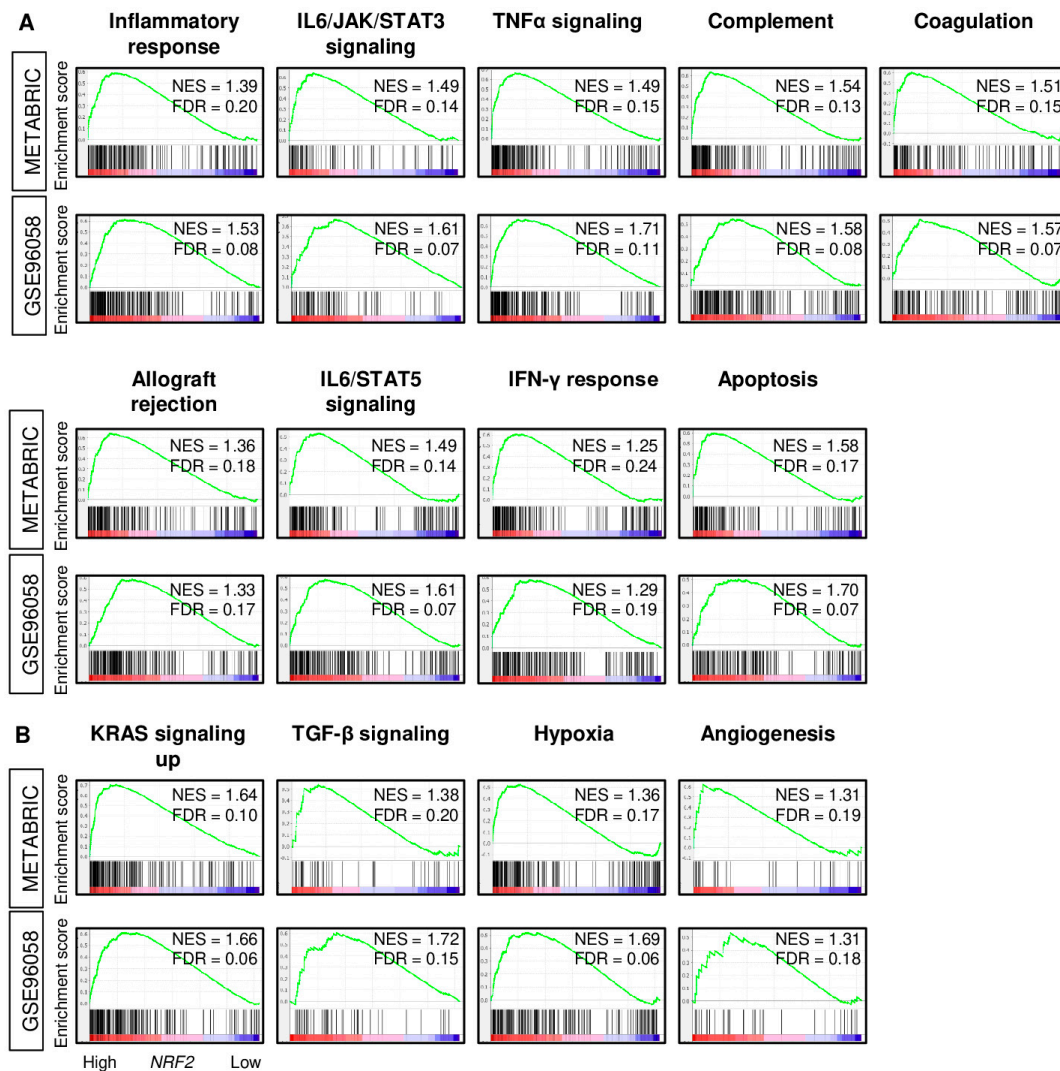 A
Inflammatory response
IL6/JAK/STAT3 signaling
TNFα signaling
Complement
Coagulation
METABRIC
Enrichment score
NES = 1.39
FDR = 0.20
NES = 1.49
FDR = 0.14
NES = 1.49
FDR = 0.15
NES = 1.54
FDR = 0.13
NES = 1.51
FDR = 0.15
GSE96058
Enrichment score
NES = 1.53
FDR = 0.08
NES = 1.61
FDR = 0.07
NES = 1.71
FDR = 0.11
NES = 1.58
FDR = 0.08
NES = 1.57
FDR = 0.07
Allograft rejection
IL6/STAT5 signaling
IFN-γ response
Apoptosis
METABRIC
Enrichment score
NES = 1.36
FDR = 0.18
NES = 1.49
FDR = 0.14
NES = 1.25
FDR = 0.24
NES = 1.58
FDR = 0.17
GSE96058
Enrichment score
NES = 1.33
FDR = 0.17
NES = 1.61
FDR = 0.07
NES = 1.29
FDR = 0.19
NES = 1.70
FDR = 0.07
B
KRAS signaling up
TGF-β signaling
Hypoxia
Angiogenesis
METABRIC
Enrichment score
NES = 1.64
FDR = 0.10
NES = 1.38
FDR = 0.20
NES = 1.36
FDR = 0.17
NES = 1.31
FDR = 0.19
GSE96058
Enrichment score
NES = 1.66
FDR = 0.06
NES = 1.72
FDR = 0.15
NES = 1.69
FDR = 0.06
NES = 1.31
FDR = 0.18
High NRF2 Low